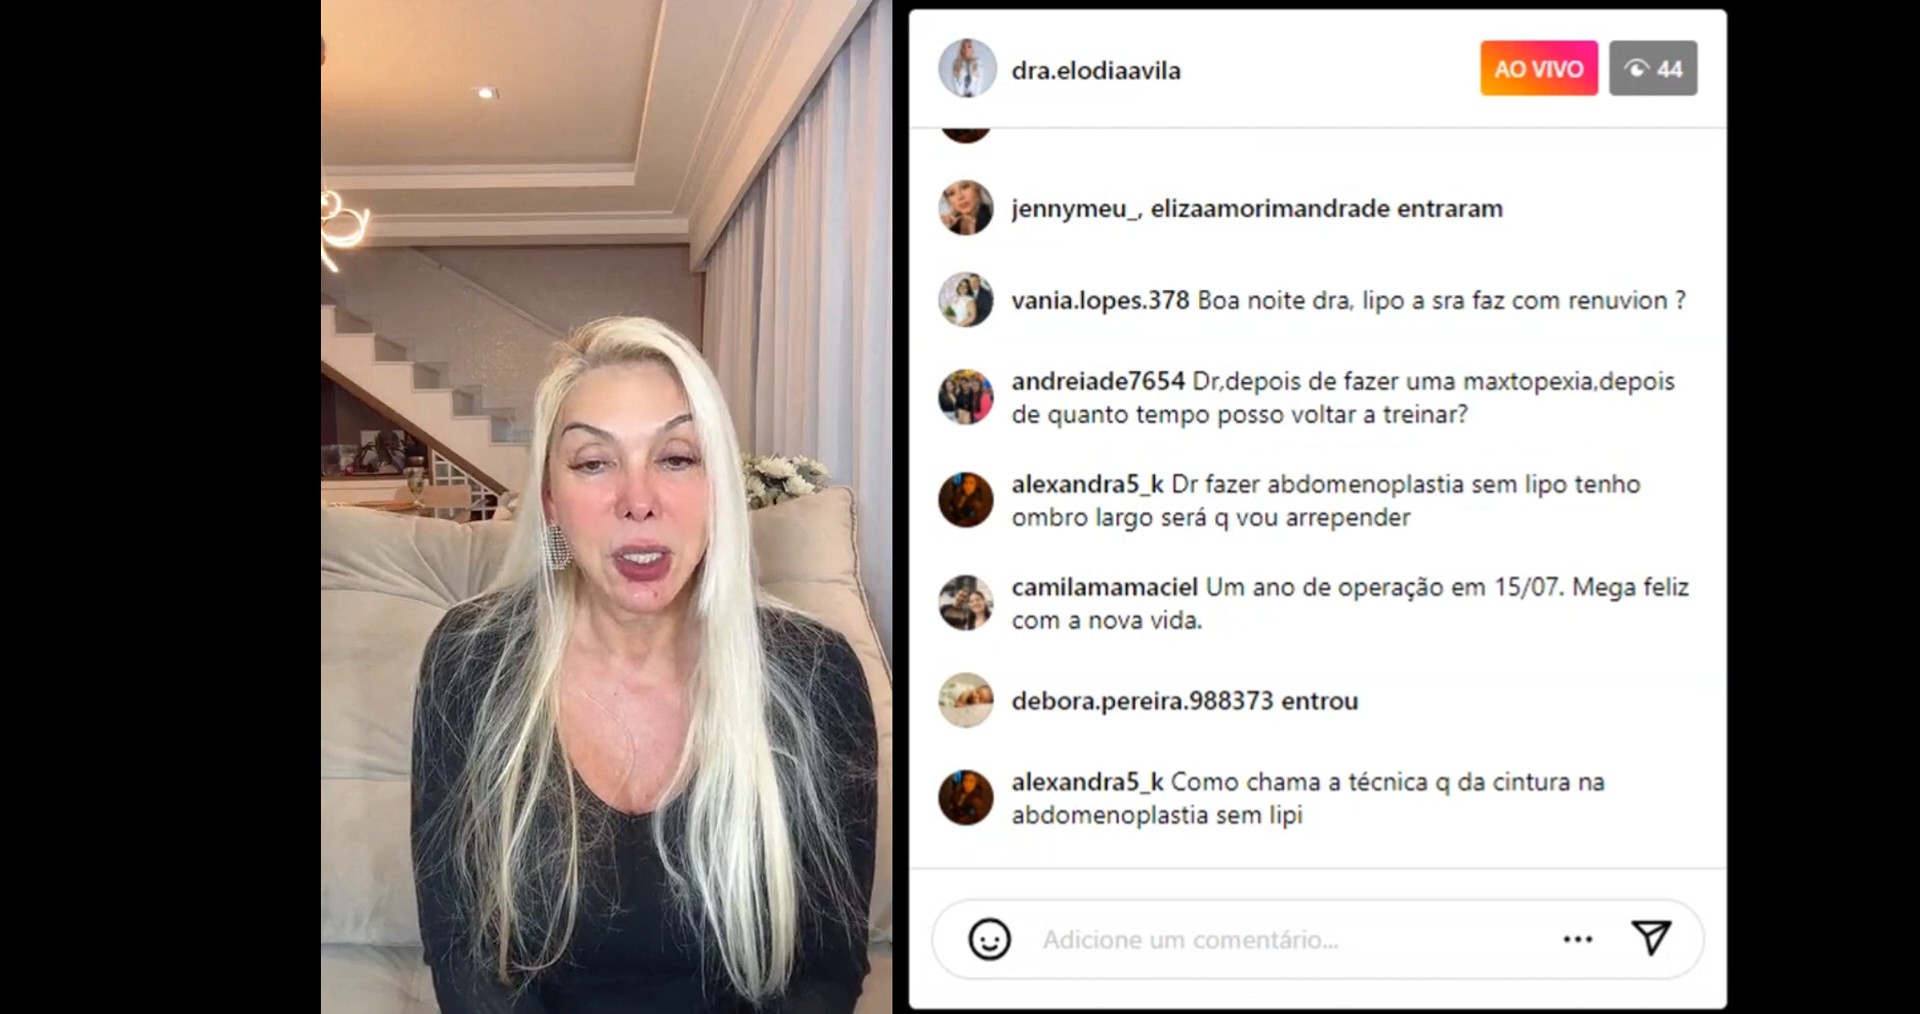 dra.elodiaavila
AO VIVO
44
jennymeu_, elizaamorimandrade entraram
vania.lopes.378 Boa noite dra, lipo a sra faz com renuvion ?
andreiade7654 Dr,depois de fazer uma maxtopexia,depois
de quanto tempo posso voltar a treinar?
alexandra5_k Dr fazer abdomenoplastia sem lipo tenho
ombro largo será q vou arrepender
camilamamaciel Um ano de operação em 15/07. Mega feliz
com a nova vida.
debora.pereira.988373 entrou
alexandra5_k Como chama a técnica q da cintura na
abdomenoplastia sem lipi
Adicione um comentário...